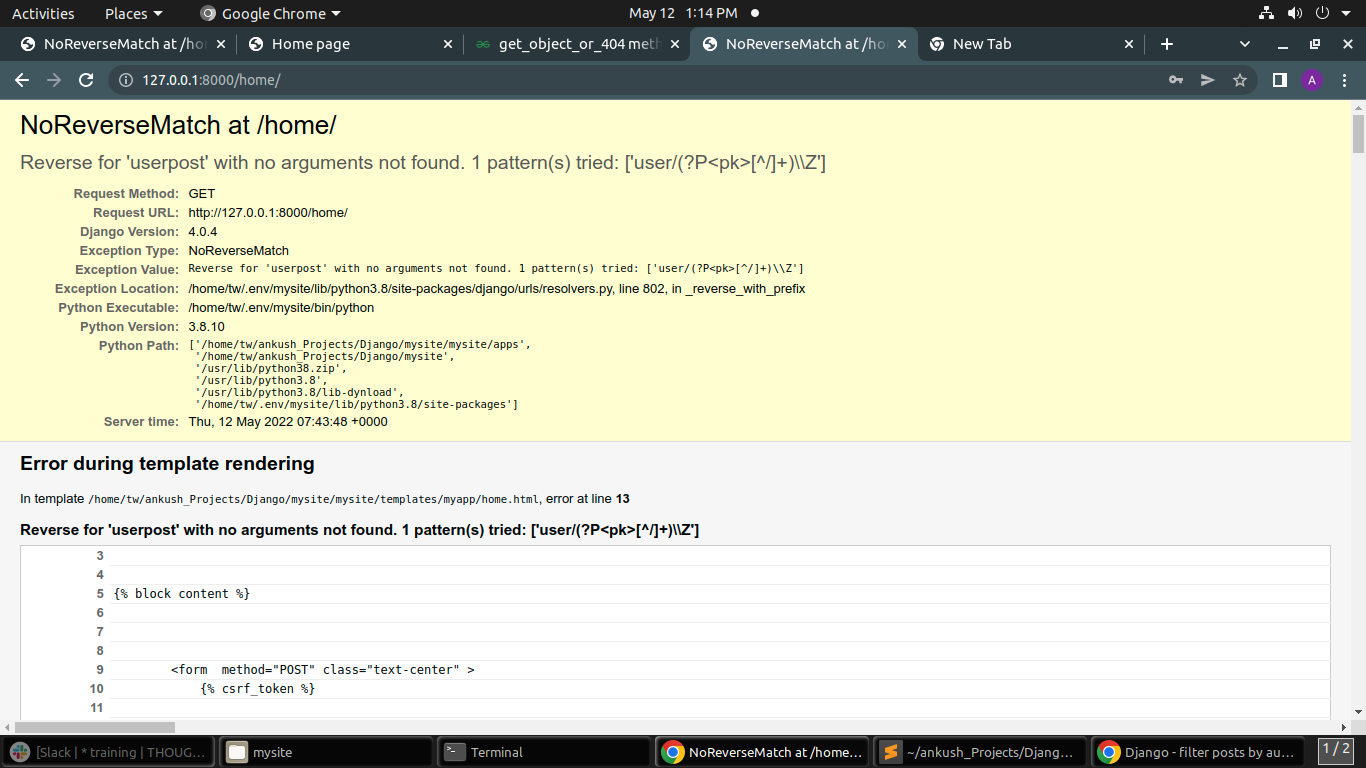 Activities Places Google Chrome May 12 1:14 PM
NoReverseMatch at /ho Home page get_object_or_404 meth NoReverseMatch at /ho New Tab
127.0.0.1:8000/home/ A
NoReverseMatch at /home/
Reverse for 'userpost' with no arguments not found. 1 pattern(s) tried: ['user/(?P<pk>[^/]+)\\Z']
Request Method: GET
Request URL: http://127.0.0.1:8000/home/
Django Version: 4.0.4
Exception Type: NoReverseMatch
Exception Value: Reverse for 'userpost' with no arguments not found. 1 pattern(s) tried: ['user/(?P<pk>[^/]+)\\Z']
Exception Location: /home/tw/.env/mysite/lib/python3.8/site-packages/django/urls/resolvers.py, line 802, in _reverse_with_prefix
Python Executable: /home/tw/.env/mysite/bin/python
Python Version: 3.8.10
Python Path: ['/home/tw/ankush_Projects/Django/mysite/mysite/apps',
'/home/tw/ankush_Projects/Django/mysite',
'/usr/lib/python38.zip',
'/usr/lib/python3.8',
'/usr/lib/python3.8/lib-dynload',
'/home/tw/.env/mysite/lib/python3.8/site-packages']
Server time: Thu, 12 May 2022 07:43:48 +0000
Error during template rendering
In template /home/tw/ankush_Projects/Django/mysite/mysite/templates/myapp/home.html, error at line 13
Reverse for 'userpost' with no arguments not found. 1 pattern(s) tried: ['user/(?P<pk>[^/]+)\\Z']
3
4
5 {% block content %}
6
7
8
9 <form  method="POST" class="text-center" >
10 {% csrf_token %}
11
[Slack | * training | THOUG... mysite Terminal NoReverseMatch at /home... ~/ankush_Projects/Djang... Django - filter posts by au... 1 / 2